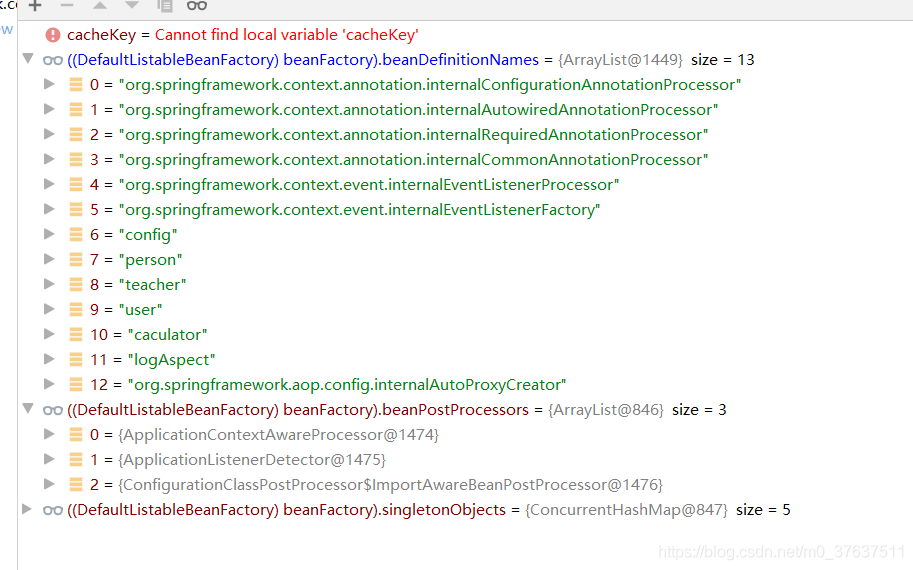 cacheKey = Cannot find local variable 'cacheKey'
((DefaultListableBeanFactory) beanFactory).beanDefinitionNames = {ArrayList@1449} size = 13
0 = "org.springframework.context.annotation.internalConfigurationAnnotationProcessor"
1 = "org.springframework.context.annotation.internalAutowiredAnnotationProcessor"
2 = "org.springframework.context.annotation.internalRequiredAnnotationProcessor"
3 = "org.springframework.context.annotation.internalCommonAnnotationProcessor"
4 = "org.springframework.context.event.internalEventListenerProcessor"
5 = "org.springframework.context.event.internalEventListenerFactory"
6 = "config"
7 = "person"
8 = "teacher"
9 = "user"
10 = "caculator"
11 = "logAspect"
12 = "org.springframework.aop.config.internalAutoProxyCreator"
((DefaultListableBeanFactory) beanFactory).beanPostProcessors = {ArrayList@846} size = 3
0 = {ApplicationContextAwareProcessor@1474}
1 = {ApplicationListenerDetector@1475}
2 = {ConfigurationClassPostProcessor$ImportAwareBeanPostProcessor@1476}
((DefaultListableBeanFactory) beanFactory).singletonObjects = {ConcurrentHashMap@847} size = 5
https://blog.csdn.net/m0_37637511